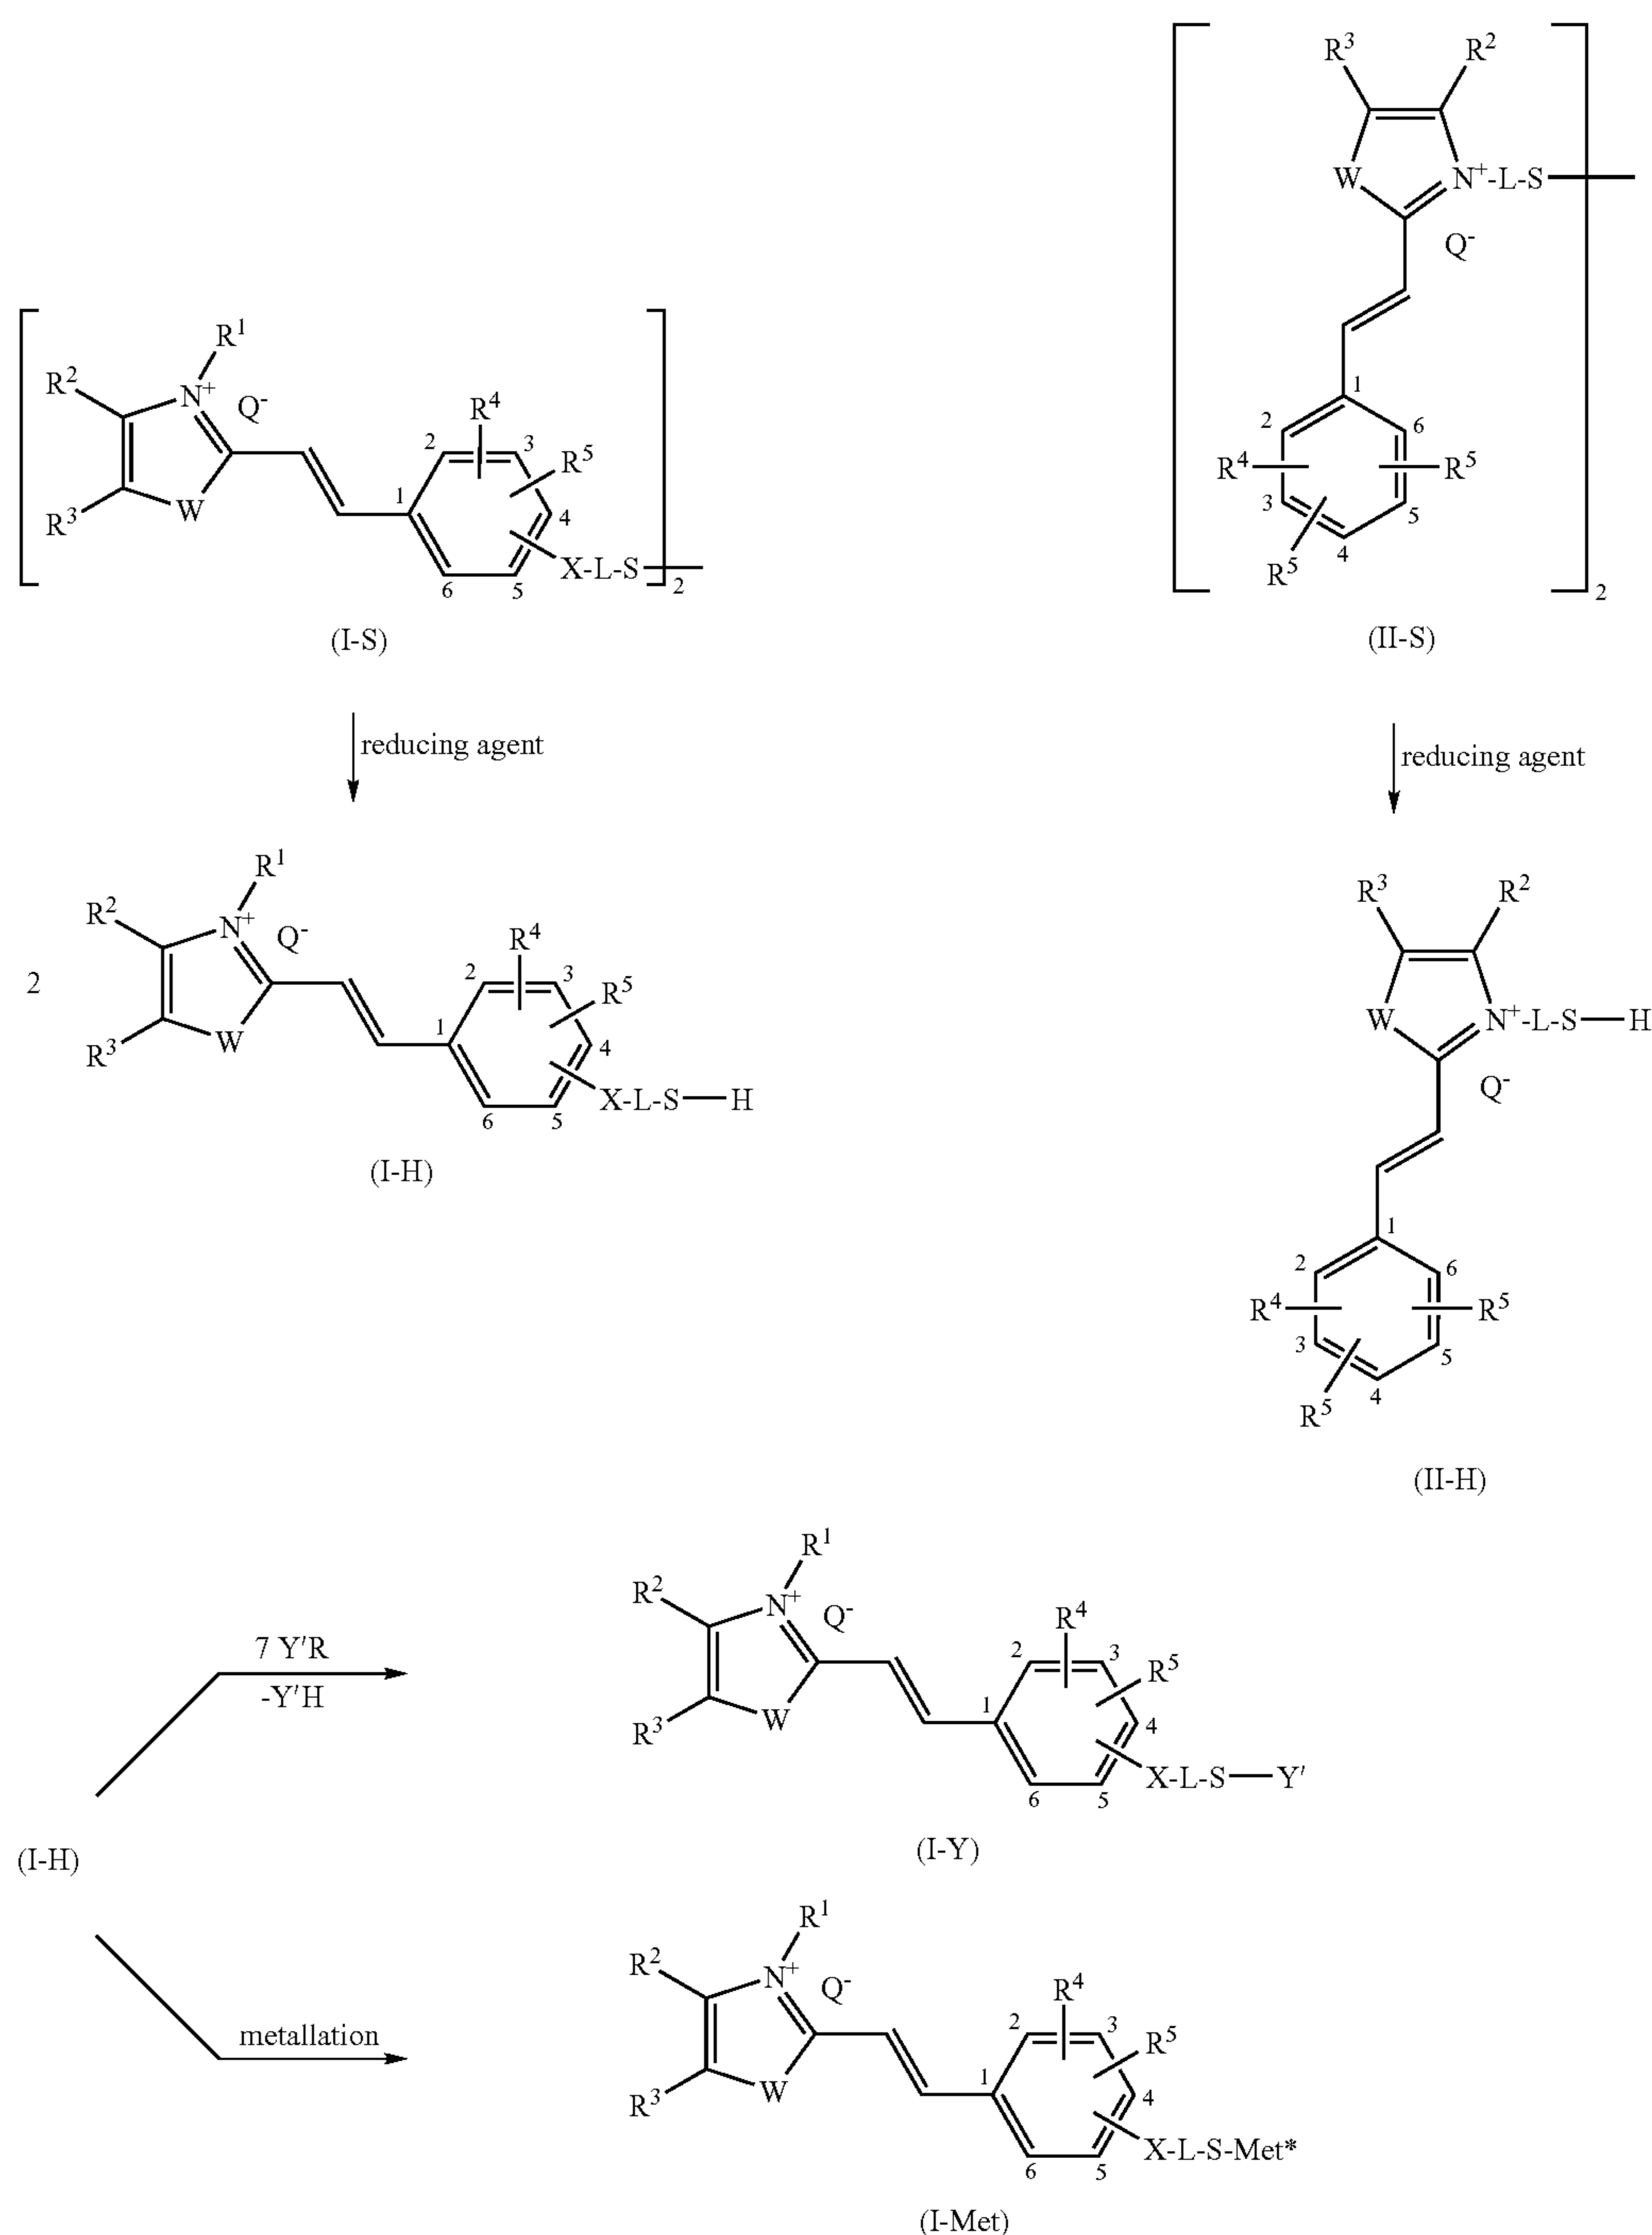 R³ R²
W N⁺-L-S
Q⁻
1
2 6
R⁴ R⁵
3 5
4
R⁵
2
(II-S)
R¹
R² N⁺ Q⁻
R³ W
R⁴
2 3
R⁵
1 4
6 5
X-L-S
2
(I-S)
reducing agent
reducing agent
2
R¹
R² N⁺ Q⁻
R³ W
R⁴
2 3
R⁵
1 4
6 5
X-L-S—H
(I-H)
R³ R²
W N⁺-L-S—H
Q⁻
1
2 6
R⁴ R⁵
3 5
4
R⁵
(II-H)
(I-H)
7 Y'R
-Y'H
R¹
R² N⁺ Q⁻
R³ W
R⁴
2 3
R⁵
1 4
6 5
X-L-S—Y'
(I-Y)
metallation
R¹
R² N⁺ Q⁻
R³ W
R⁴
2 3
R⁵
1 4
6 5
X-L-S-Met*
(I-Met)